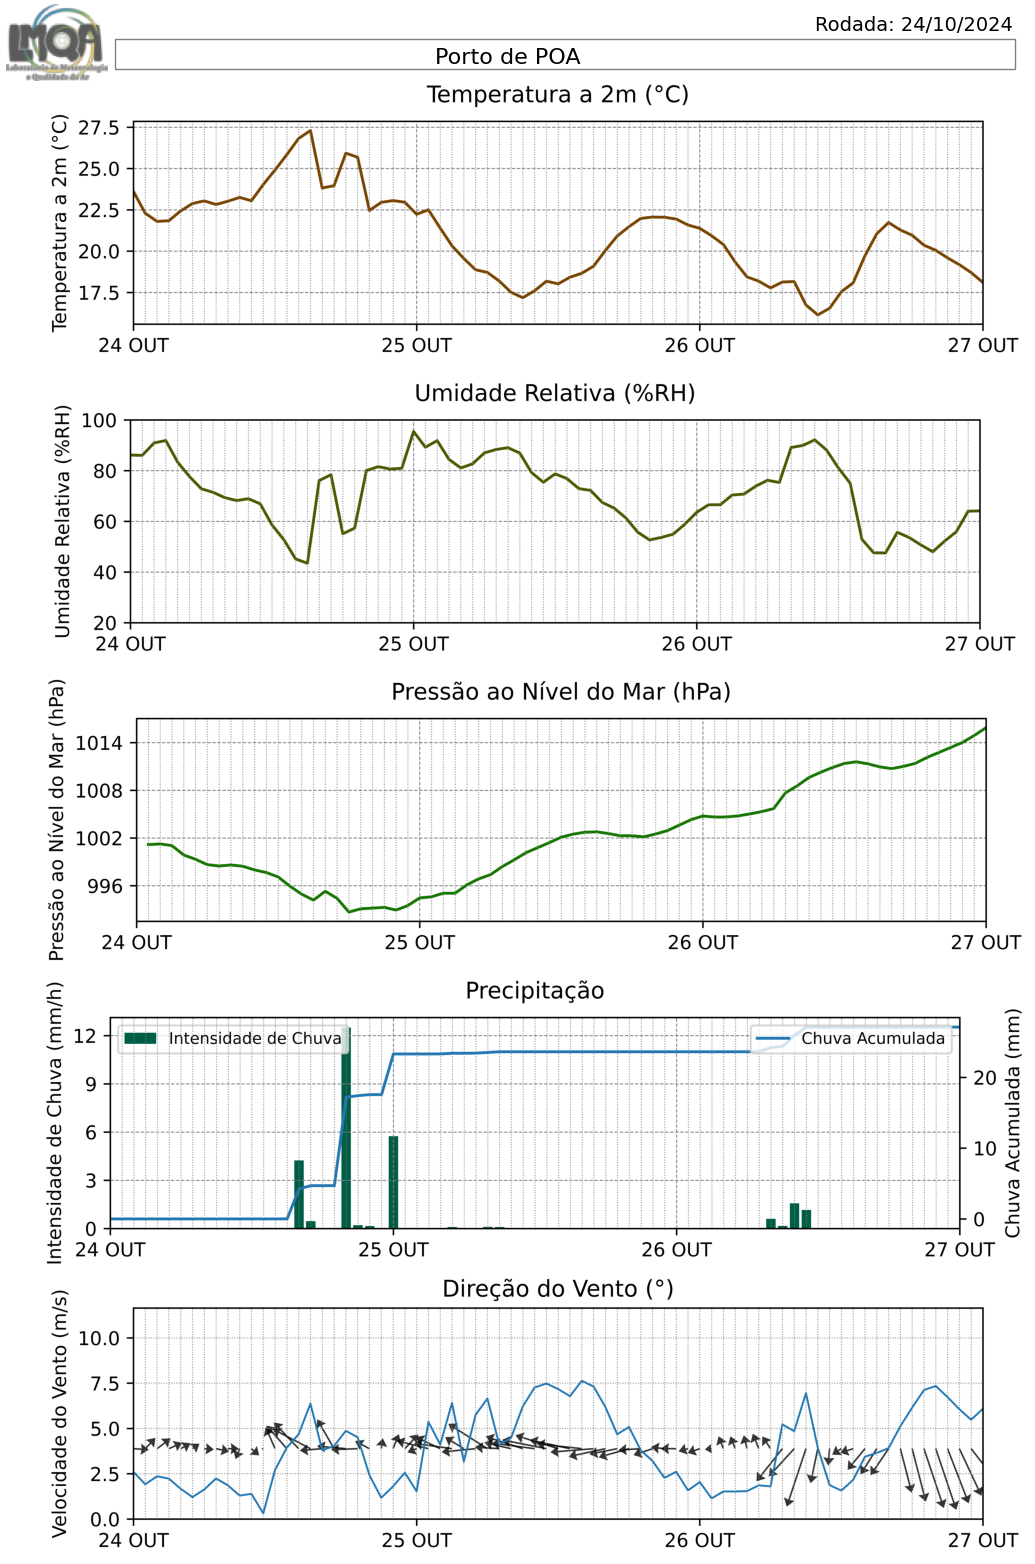 LMQA
Laboratório de Meteorologia
e Qualidade do Ar
Rodada: 24/10/2024
Porto de POA
Temperatura a 2m (°C)
Temperatura a 2m (°C)
27.5
25.0
22.5
20.0
17.5
24 OUT 25 OUT 26 OUT 27 OUT
Umidade Relativa (%RH)
Umidade Relativa (%RH)
100
80
60
40
20
24 OUT 25 OUT 26 OUT 27 OUT
Pressão ao Nível do Mar (hPa)
Pressão ao Nível do Mar (hPa)
1014
1008
1002
996
24 OUT 25 OUT 26 OUT 27 OUT
Precipitação
Intensidade de Chuva (mm/h)
12
9
6
3
0
Intensidade de Chuva
Chuva Acumulada
20
10
0
Chuva Acumulada (mm)
24 OUT 25 OUT 26 OUT 27 OUT
Direção do Vento (°)
Velocidade do Vento (m/s)
10.0
7.5
5.0
2.5
0.0
24 OUT 25 OUT 26 OUT 27 OUT